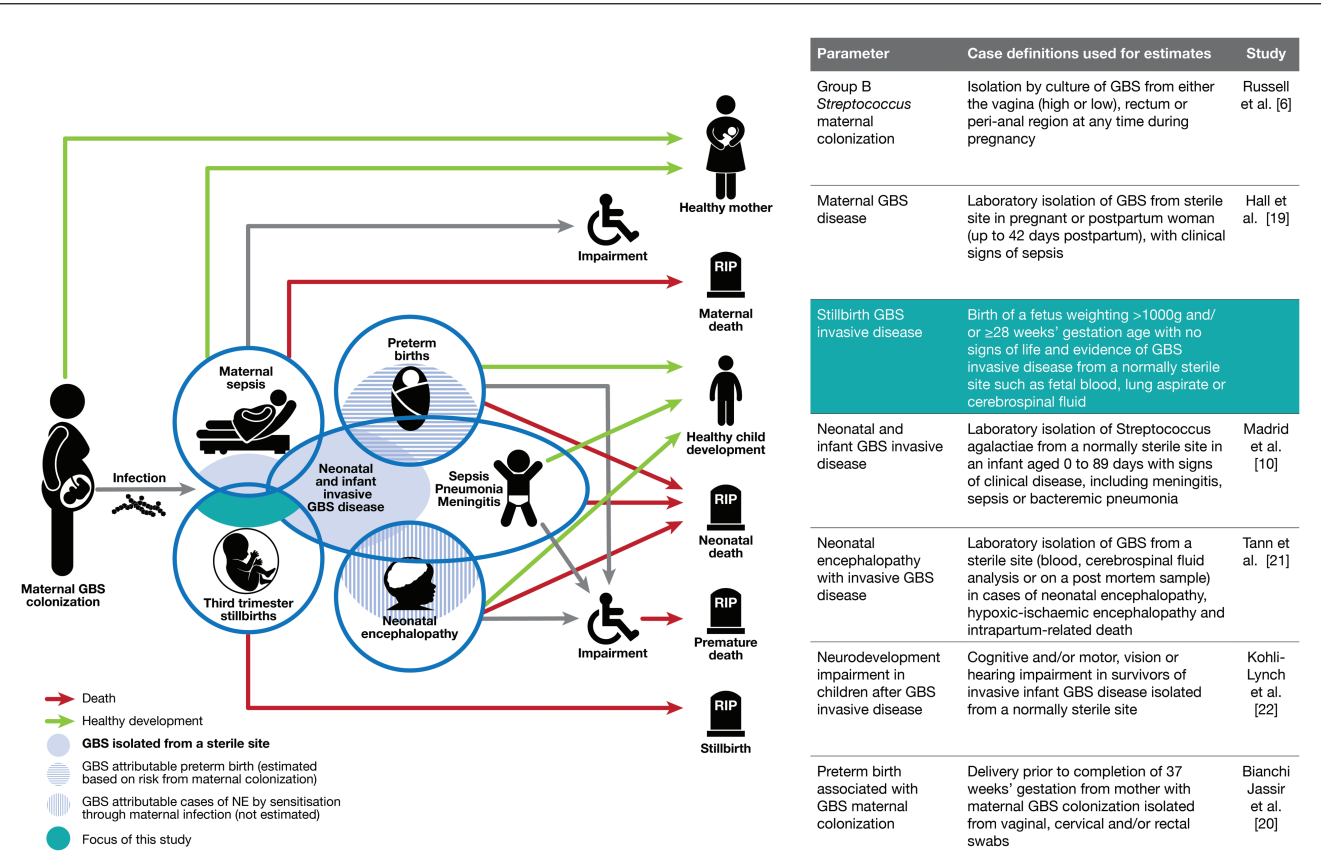 Healthy mother
Impairment
RIP
Maternal
death
Preterm
births
Maternal
sepsis
Healthy child
development
Infection
Neonatal
and infant
invasive
GBS disease
Sepsis
Pneumonia
Meningitis
RIP
Neonatal
death
Maternal GBS
colonization
Third trimester
stillbirths
Neonatal
encephalopathy
Impairment
RIP
Premature
death
RIP
Stillbirth
Death
Healthy development
GBS isolated from a sterile site
GBS attributable preterm birth (estimated
based on risk from maternal colonization)
GBS attributable cases of NE by sensitisation
through maternal infection (not estimated)
Focus of this study
Parameter Case definitions used for estimates Study
Group B Isolation by culture of GBS from either Russell
Streptococcus the vagina (high or low), rectum or et al. [6]
maternal peri-anal region at any time during
colonization pregnancy
Maternal GBS Laboratory isolation of GBS from sterile Hall et
disease site in pregnant or postpartum woman al. [19]
(up to 42 days postpartum), with clinical
signs of sepsis
Stillbirth GBS Birth of a fetus weighting >1000g and/
invasive disease or ≥28 weeks' gestation age with no
signs of life and evidence of GBS
invasive disease from a normally sterile
site such as fetal blood, lung aspirate or
cerebrospinal fluid
Neonatal and Laboratory isolation of Streptococcus Madrid
infant GBS invasive agalactiae from a normally sterile site in et al.
disease an infant aged 0 to 89 days with signs [10]
of clinical disease, including meningitis,
sepsis or bacteremic pneumonia
Neonatal Laboratory isolation of GBS from a Tann et
encephalopathy sterile site (blood, cerebrospinal fluid al. [21]
with invasive GBS analysis or on a post mortem sample)
disease in cases of neonatal encephalopathy,
hypoxic-ischaemic encephalopathy and
intrapartum-related death
Neurodevelopment Cognitive and/or motor, vision or Kohli-
impairment in hearing impairment in survivors of Lynch
children after GBS invasive infant GBS disease isolated et al.
invasive disease from a normally sterile site [22]
Preterm birth Delivery prior to completion of 37 Bianchi
associated with weeks' gestation from mother with Jassir
GBS maternal maternal GBS colonization isolated et al.
colonization from vaginal, cervical and/or rectal [20]
swabs